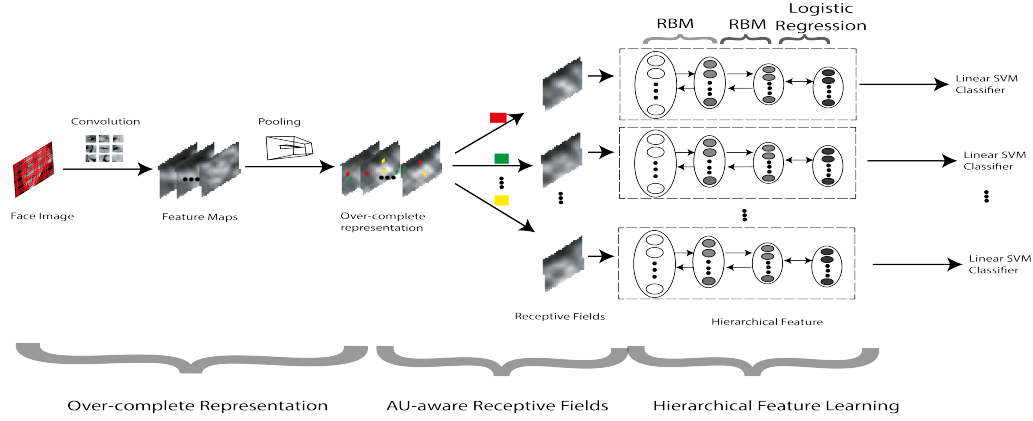 RBM
RBM
Logistic
Regression
Convolution
Pooling
Face Image
Feature Maps
Over-complete
representation
Linear SVM
Classifier
Linear SVM
Classifier
Linear SVM
Classifier
Receptive Fields
Hierarchical Feature
Over-complete Representation
AU-aware Receptive Fields
Hierarchical Feature Learning